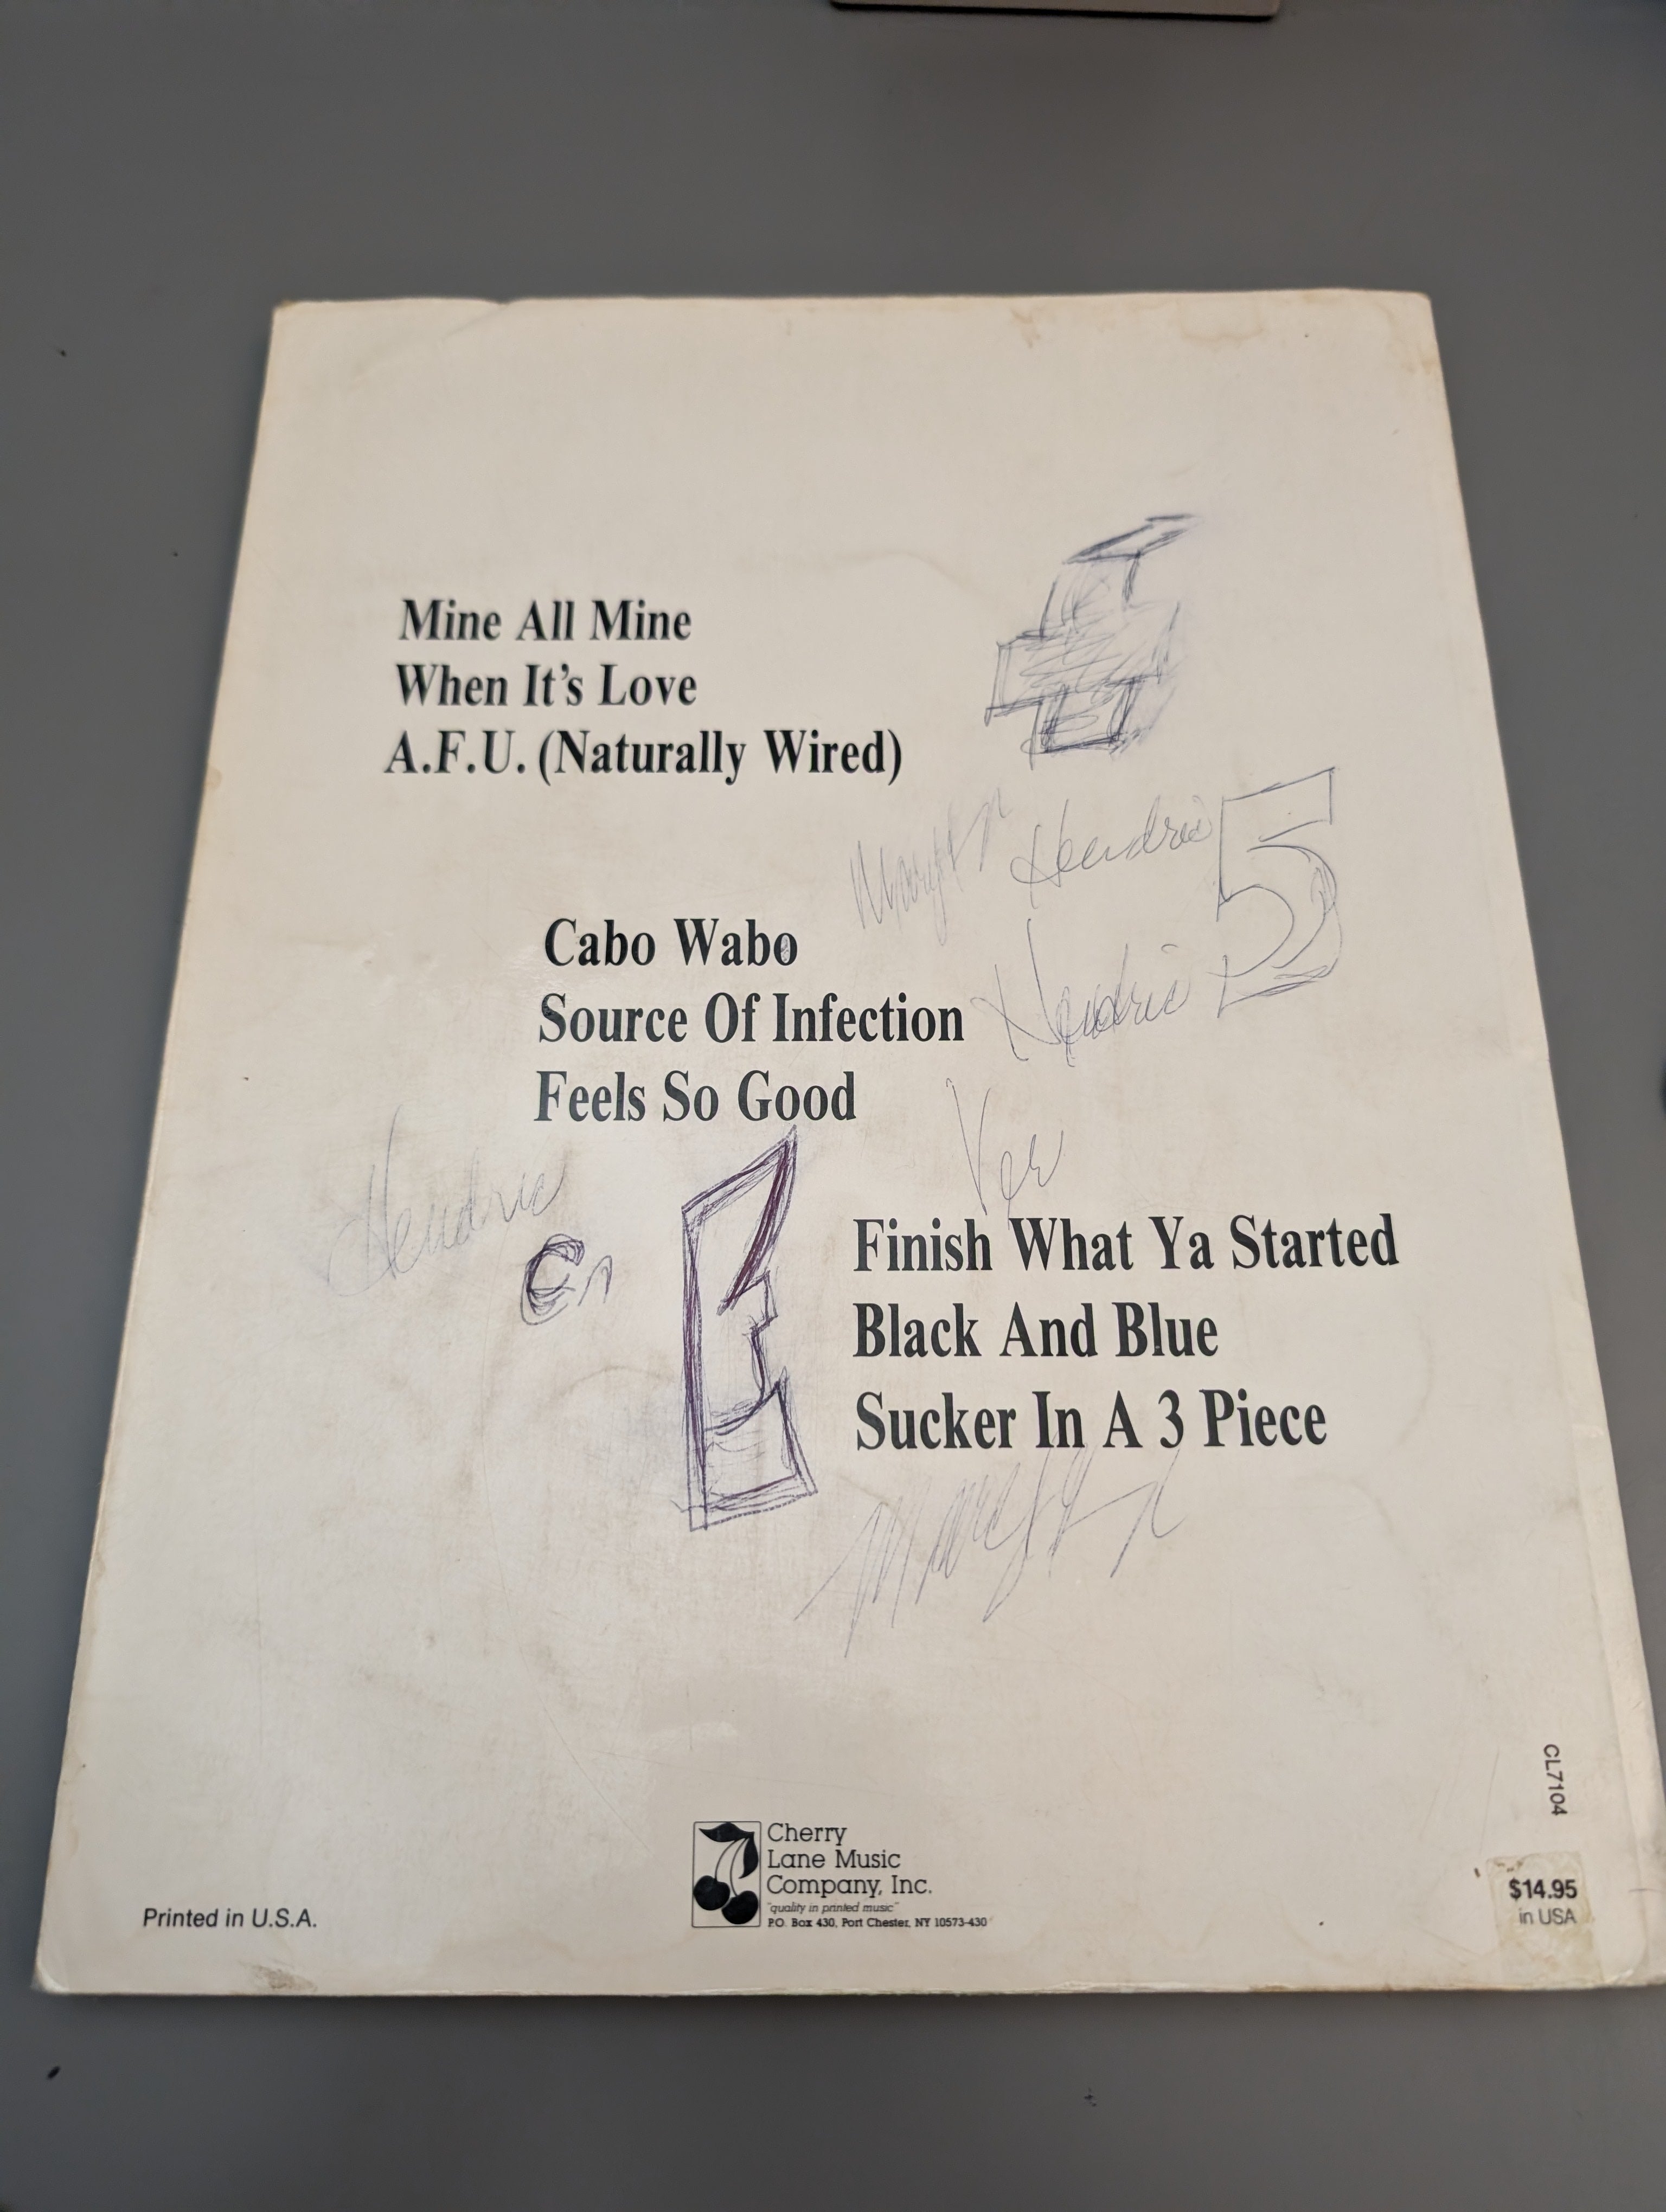 Mine All Mine
When It's Love
A.F.U. (Naturally Wired)
Hendrix
5
Cabo Wabo
Source Of Infection
Feels So Good
Finish What Ya Started
Black And Blue
Sucker In A 3 Piece
CL7104
Cherry
Lane Music
Company, Inc.
"quality in printed music"
P.O. Box 430, Port Chester, NY 10573-430
Printed in U.S.A.
$14.95
in USA